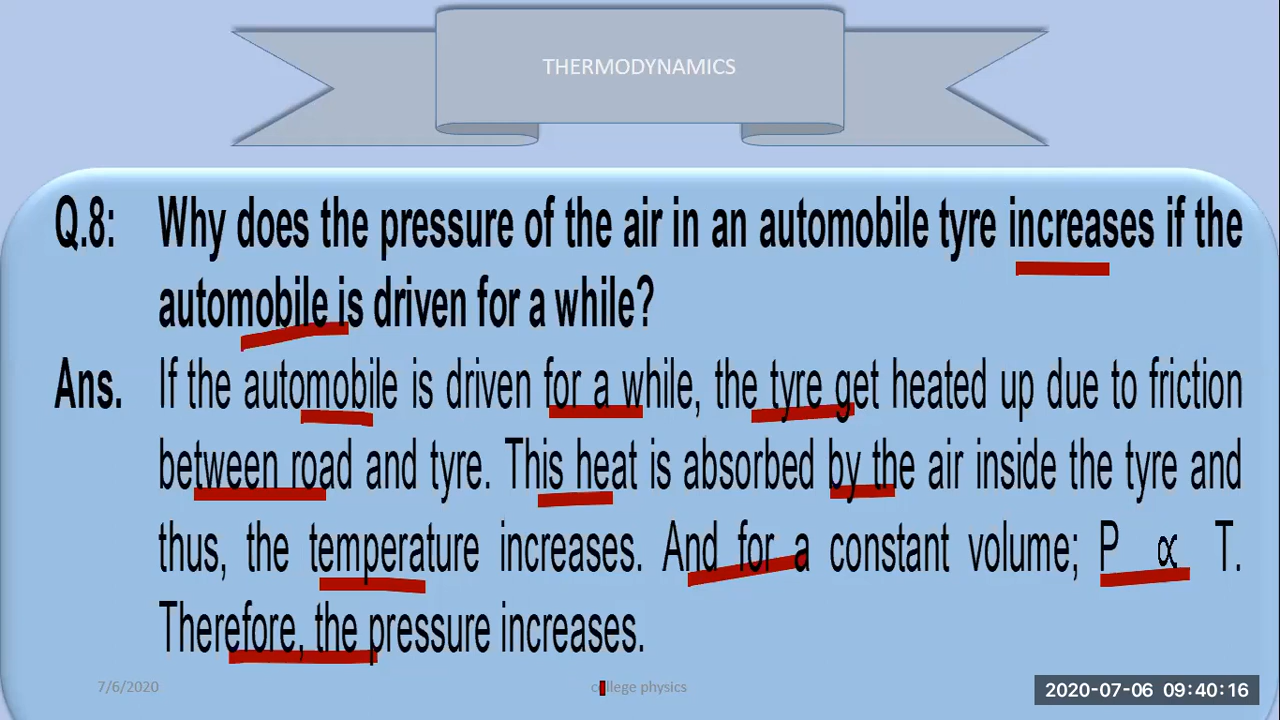 THERMODYNAMICS
Q.8: Why does the pressure of the air in an automobile tyre increases if the
automobile is driven for a while?
Ans. If the automobile is driven for a while, the tyre get heated up due to friction
between road and tyre. This heat is absorbed by the air inside the tyre and
thus, the temperature increases. And for a constant volume; P ∝ T.
Therefore, the pressure increases.
7/6/2020 college physics 2020-07-06 09:40:16